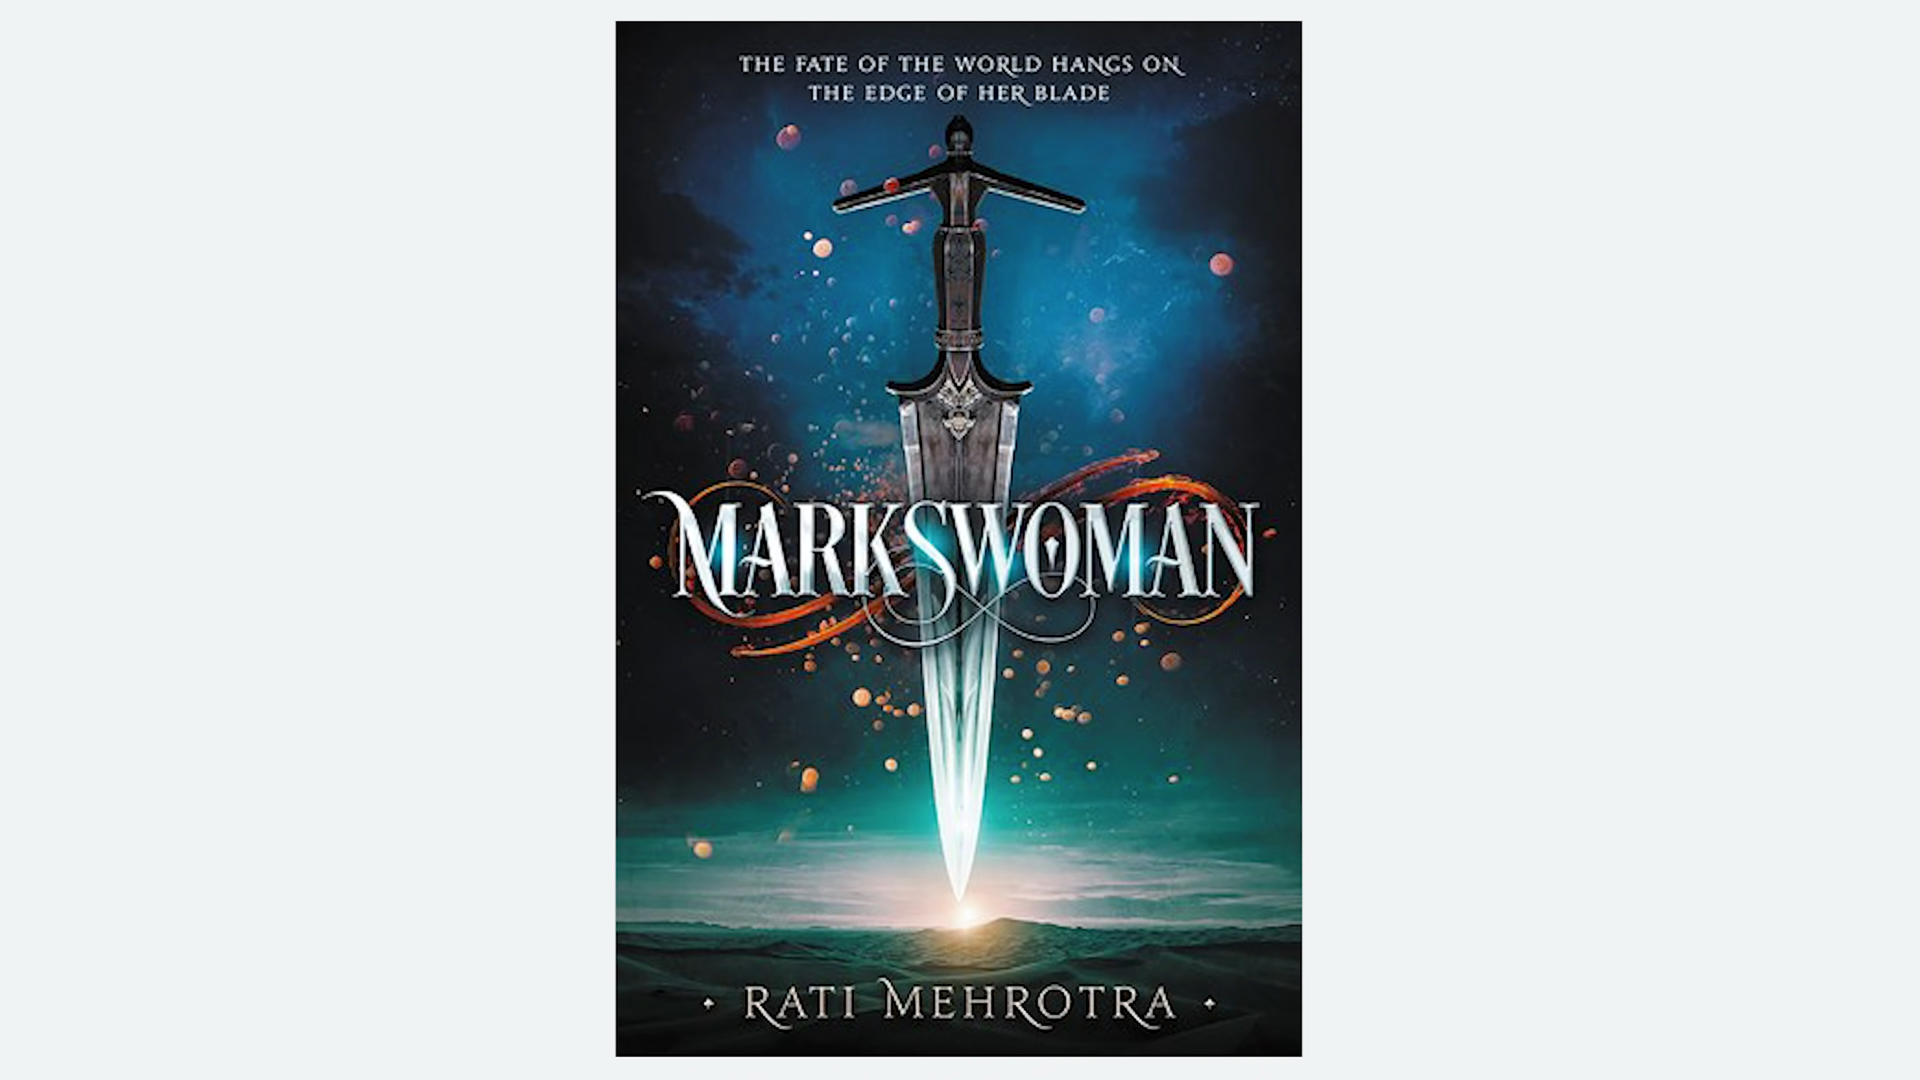 THE FATE OF THE WORLD HANGS ON
THE EDGE OF HER BLADE
MARKSWOMAN
RATI MEHROTRA